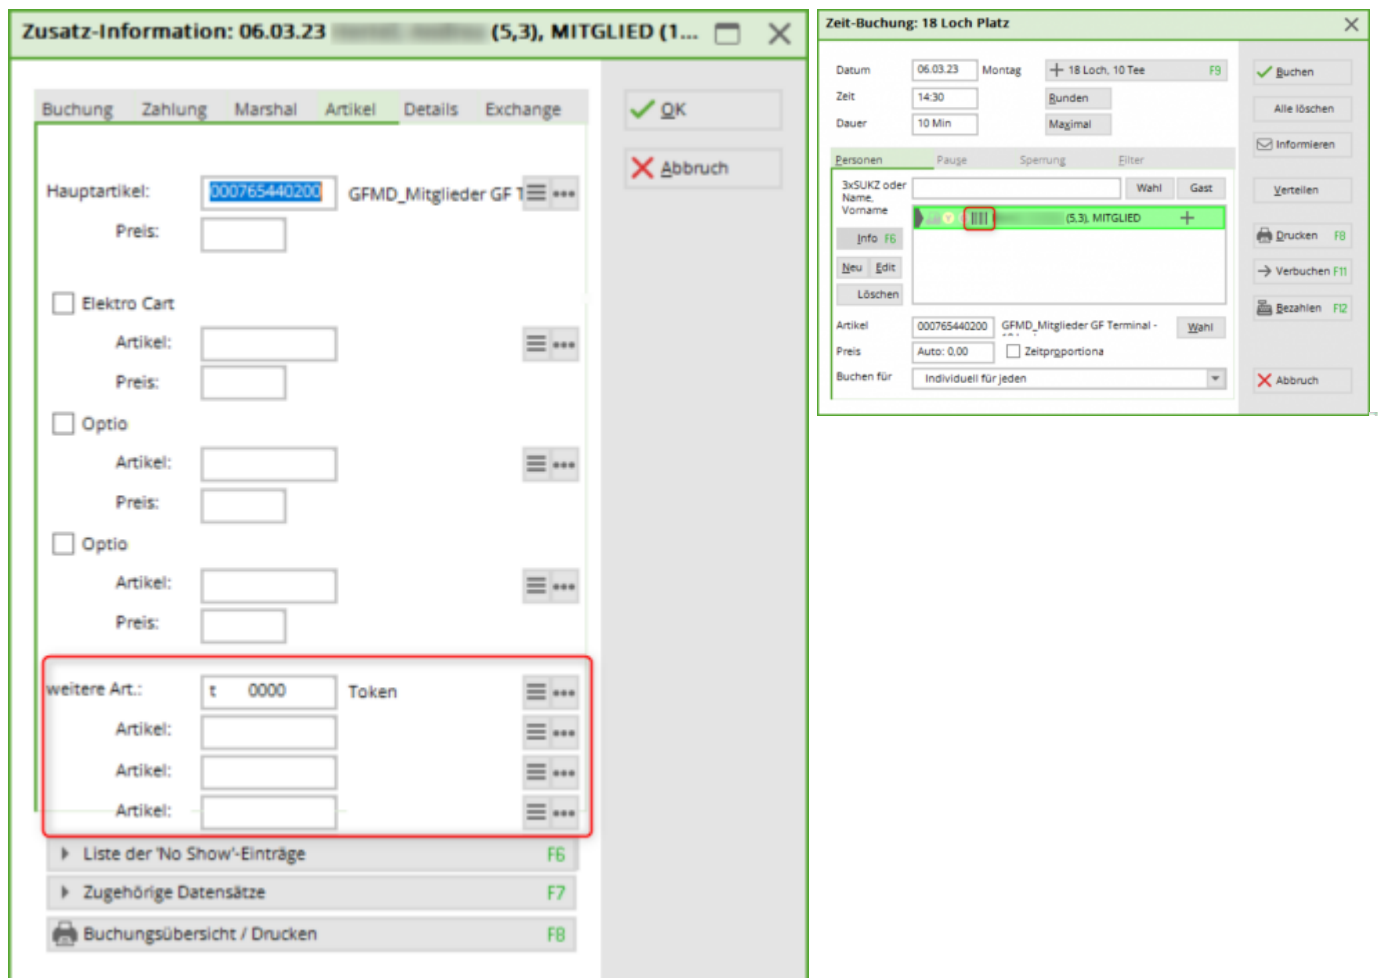 Zusatz-Information: 06.03.23 (5,3), MITGLIED (1...
Buchung Zahlung Marshal Artikel Details Exchange
OK
Abbruch
Hauptartikel: 000765440200 GFMD_Mitglieder GF T
Preis:
Elektro Cart
Artikel:
Preis:
Optio
Artikel:
Preis:
Optio
Artikel:
Preis:
weitere Art.: t 0000 Token
Artikel:
Artikel:
Artikel:
Liste der 'No Show'-Einträge F6
Zugehörige Datensätze F7
Buchungsübersicht / Drucken F8
Zeit-Buchung: 18 Loch Platz
Datum 06.03.23 Montag 18 Loch, 10 Tee F9
Zeit 14:30 Runden
Dauer 10 Min Maximal
Personen Pause Sperrung Filter
3xSUKZ oder
Name,
Vorname
Wahl Gast
(5,3), MITGLIED
Info F6
Neu Edit
Löschen
Artikel 000765440200 GFMD_Mitglieder GF Terminal - Wahl
Preis Auto: 0,00 Zeitproportiona
Buchen für Individuell für jeden
Buchen
Alle löschen
Informieren
Verteilen
Drucken F8
Verbuchen F11
Bezahlen F12
Abbruch